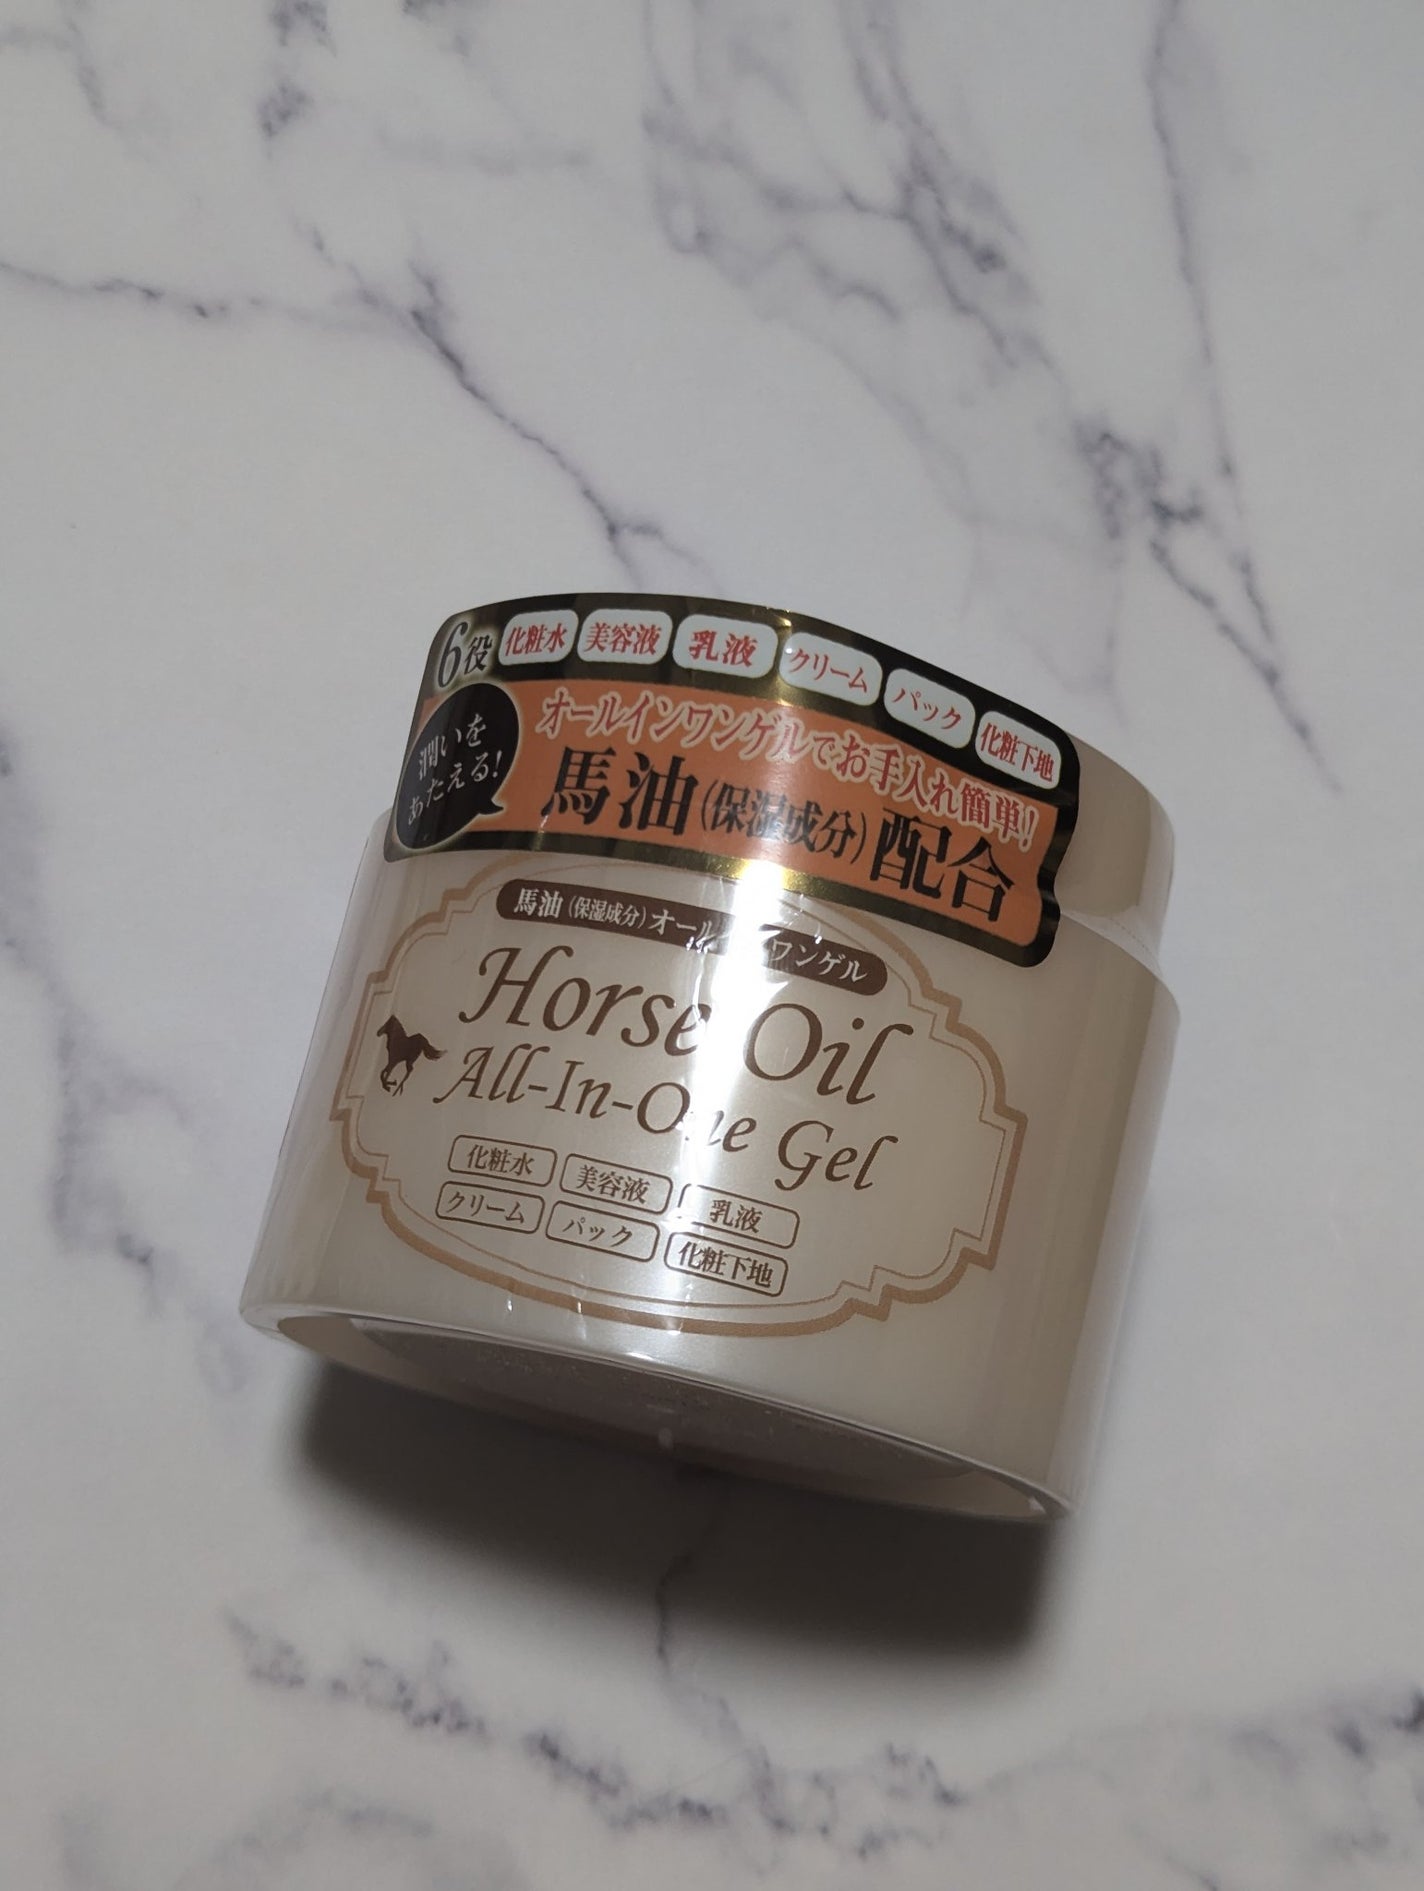 6役 化粧水 美容液 乳液 クリーム パック 化粧下地
潤いを
あたえる!
オールインワンゲルでお手入れ簡単!
馬油(保湿成分)配合
馬油(保湿成分)オールインワンゲル
Horse Oil
All-In-One Gel
化粧水 美容液 乳液
クリーム パック 化粧下地